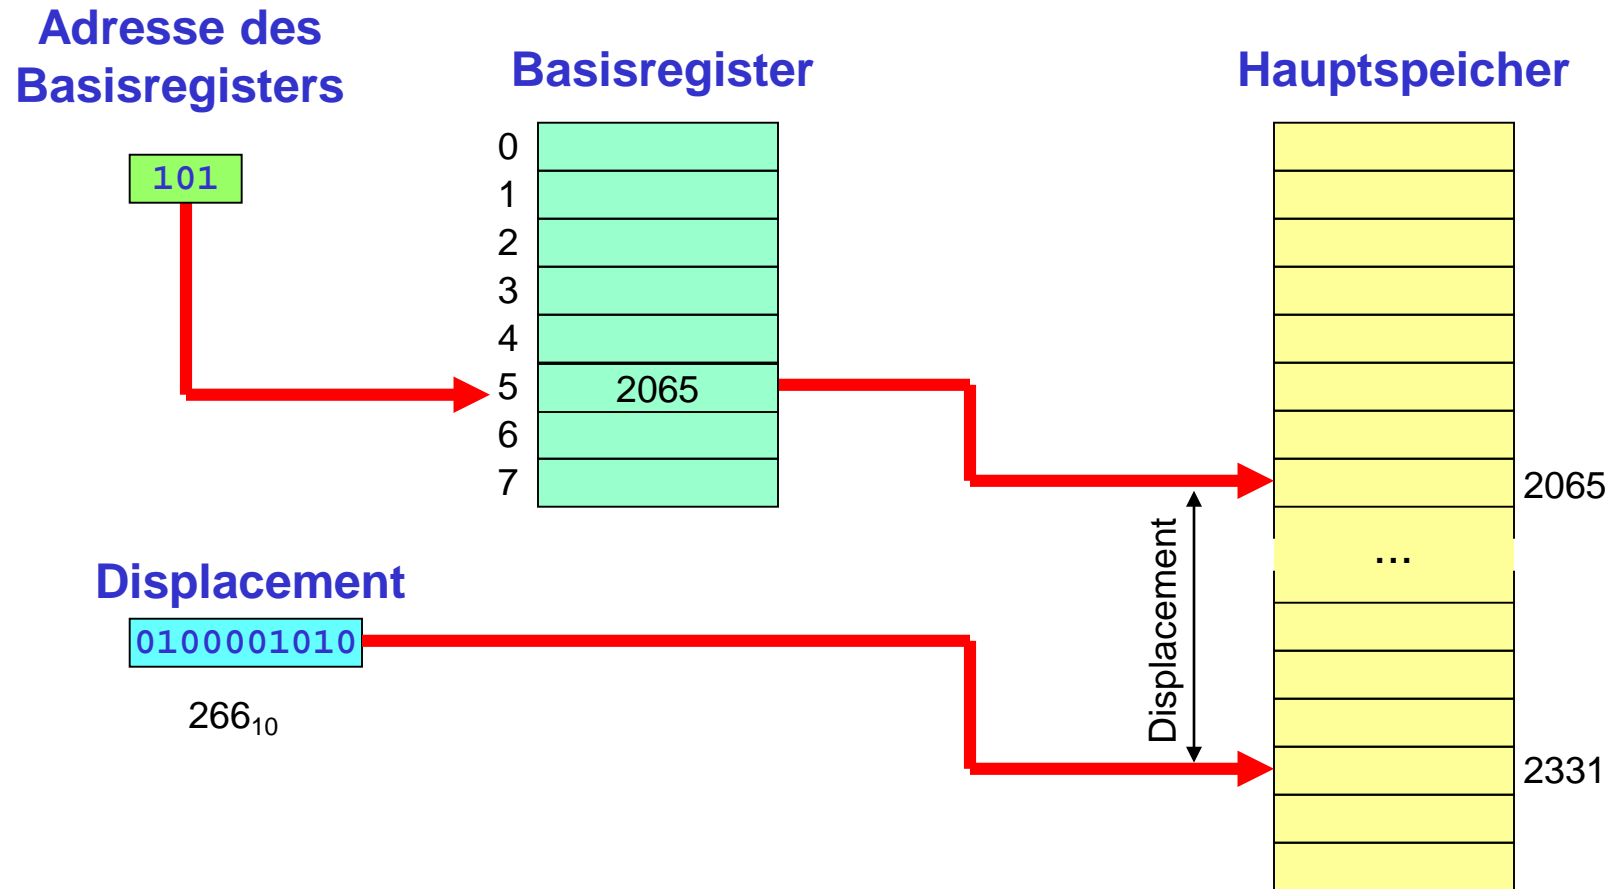 Adresse des
Basisregisters
Basisregister
Hauptspeicher
101
0
1
2
3
4
5
2065
6
7
2065
...
Displacement
Displacement
0100001010
266₁₀
2331